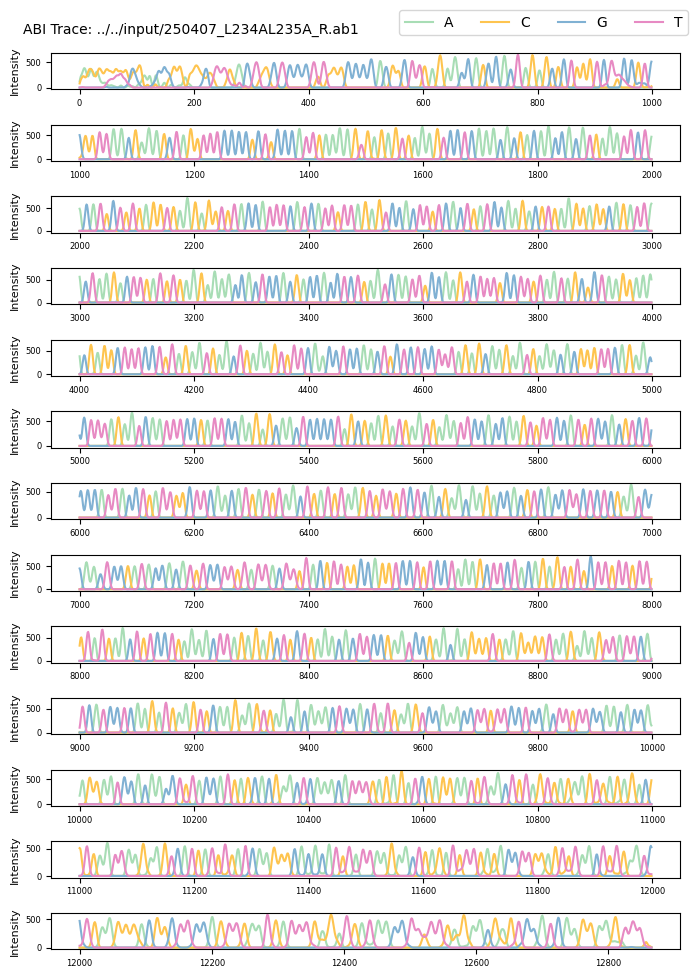 ABI Trace: ../../input/250407_L234AL235A_R.ab1
A C G T
Intensity
500
0
0 200 400 600 800 1000
Intensity
500
0
1000 1200 1400 1600 1800 2000
Intensity
500
0
2000 2200 2400 2600 2800 3000
Intensity
500
0
3000 3200 3400 3600 3800 4000
Intensity
500
0
4000 4200 4400 4600 4800 5000
Intensity
500
0
5000 5200 5400 5600 5800 6000
Intensity
500
0
6000 6200 6400 6600 6800 7000
Intensity
500
0
7000 7200 7400 7600 7800 8000
Intensity
500
0
8000 8200 8400 8600 8800 9000
Intensity
500
0
9000 9200 9400 9600 9800 10000
Intensity
500
0
10000 10200 10400 10600 10800 11000
Intensity
500
0
11000 11200 11400 11600 11800 12000
Intensity
500
0
12000 12200 12400 12600 12800